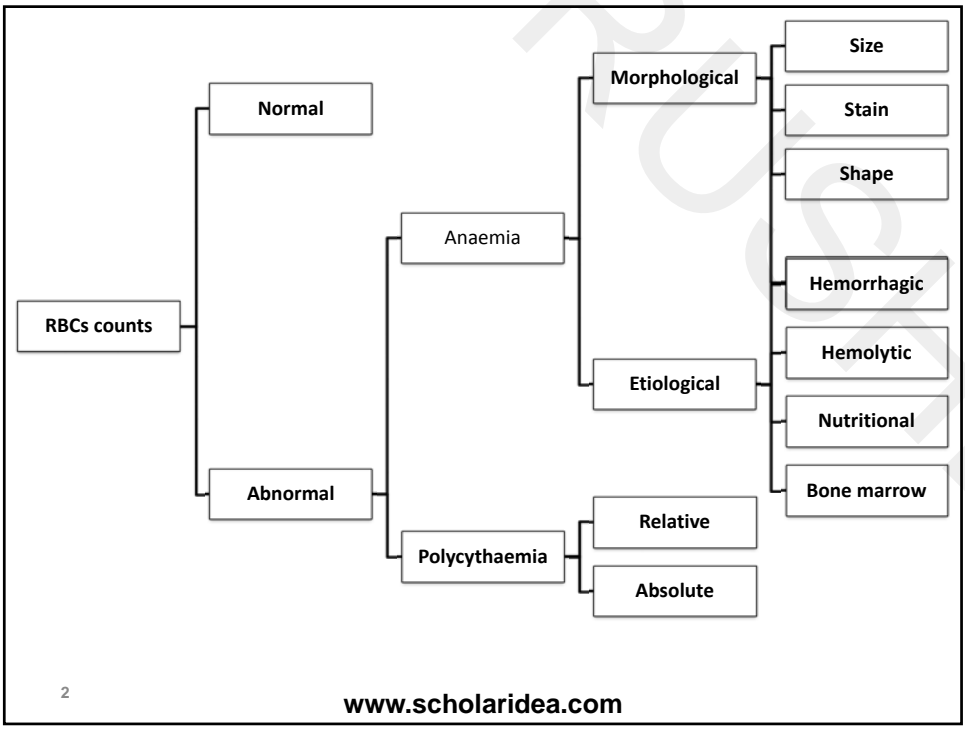 RBCs counts
Normal
Abnormal
Anaemia
Polycythaemia
Morphological
Etiological
Relative
Absolute
Size
Stain
Shape
Hemorrhagic
Hemolytic
Nutritional
Bone marrow
2
www.scholaridea.com